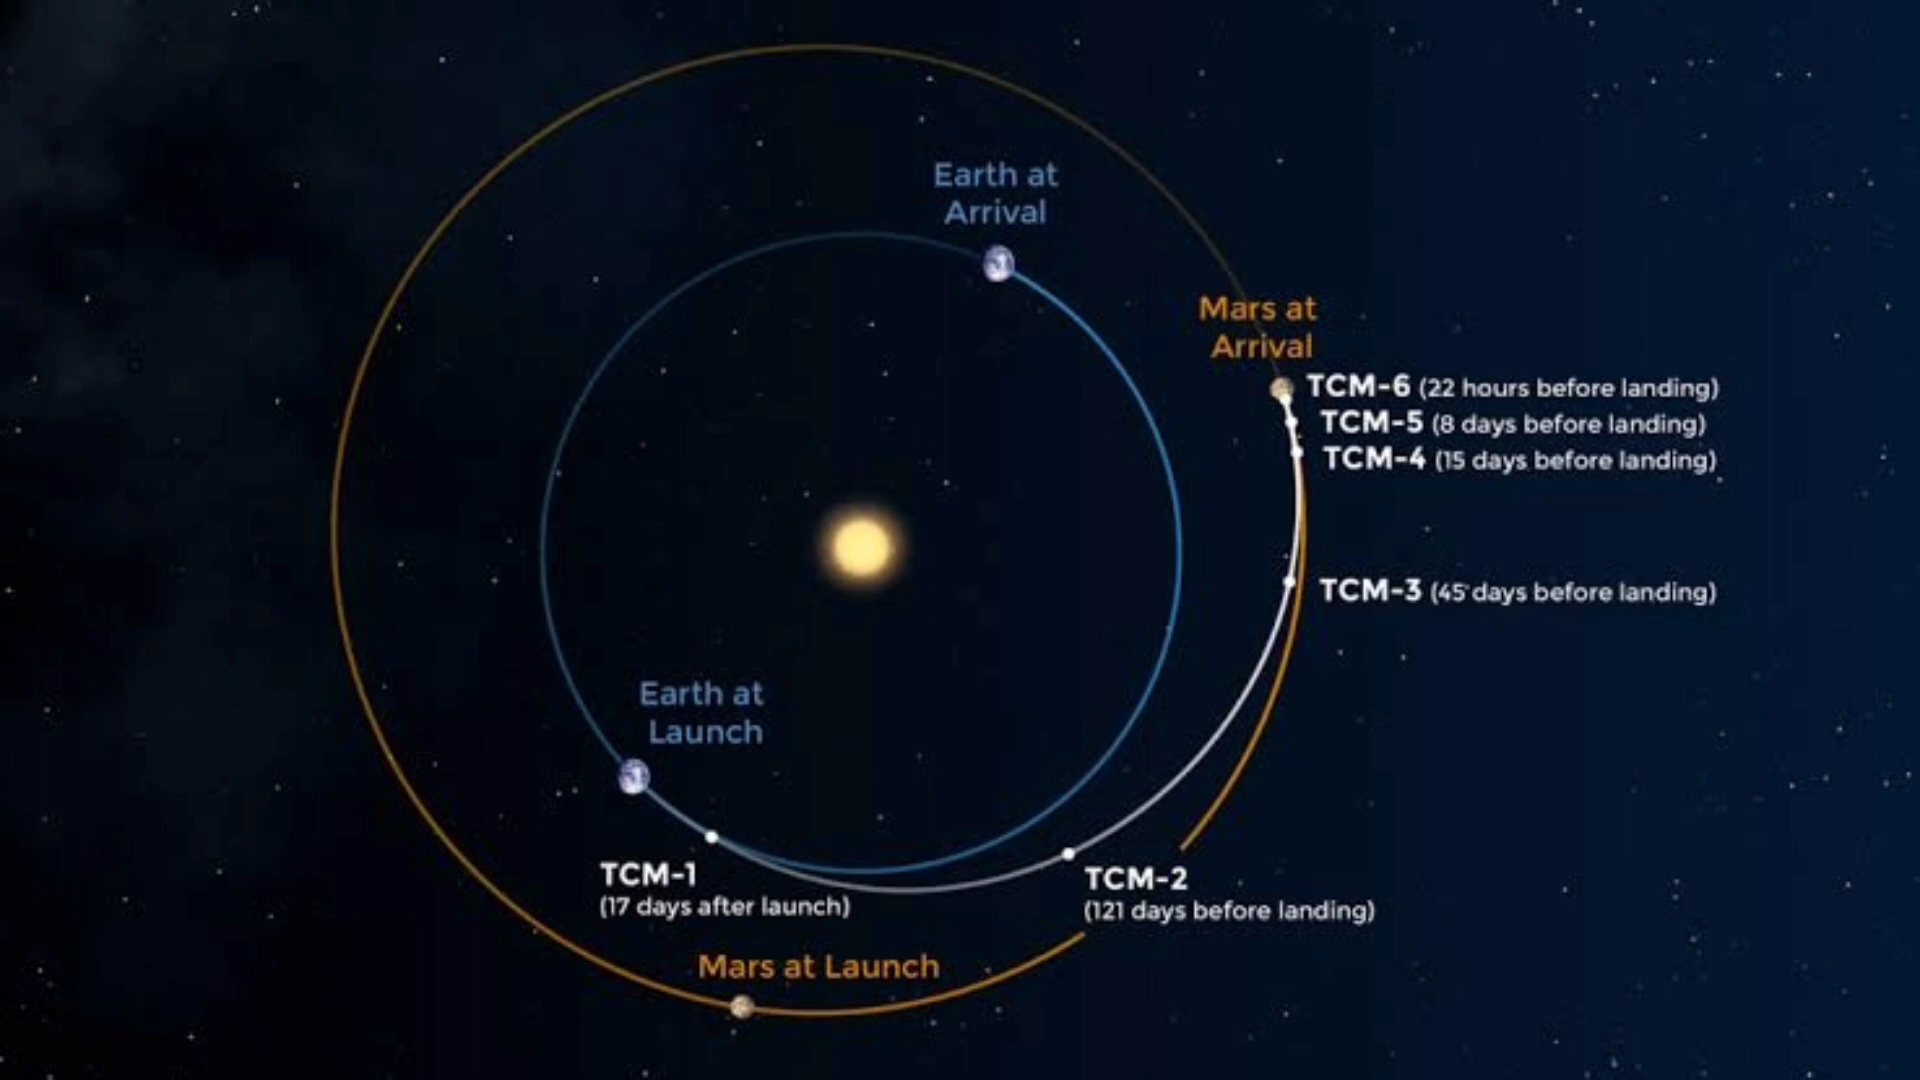 Earth at
Arrival
Mars at
Arrival
TCM-6 (22 hours before landing)
TCM-5 (8 days before landing)
TCM-4 (15 days before landing)
TCM-3 (45 days before landing)
Earth at
Launch
TCM-1
(17 days after launch)
TCM-2
(121 days before landing)
Mars at Launch